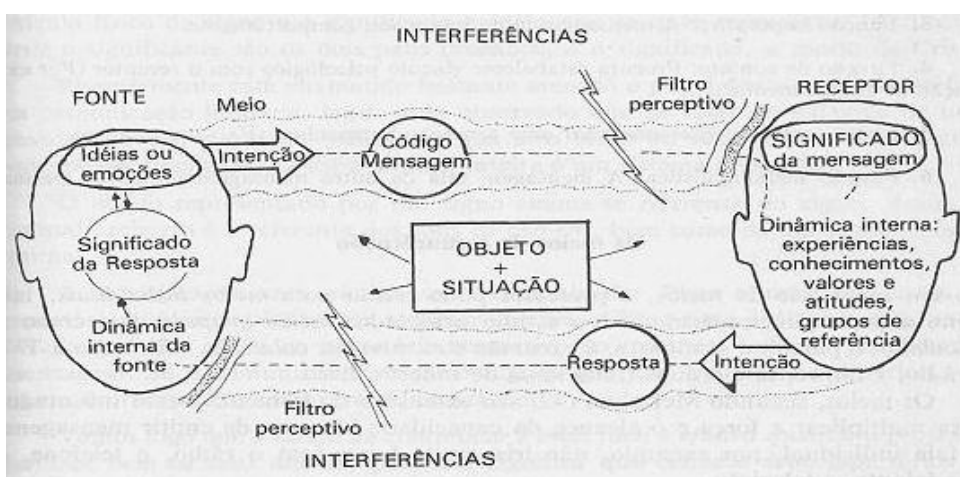 INTERFERÊNCIAS
FONTE
Meio
Filtro
perceptivo
RECEPTOR
Idéias ou
emoções
Intenção
Código
Mensagem
SIGNIFICADO
da mensagem
Significado
da Resposta
OBJETO
+
SITUAÇÃO
Dinâmica interna:
experiências,
conhecimentos,
valores e
atitudes,
grupos de
referência
Dinâmica
interna da
fonte
Resposta
Intenção
Filtro
perceptivo
INTERFERÊNCIAS